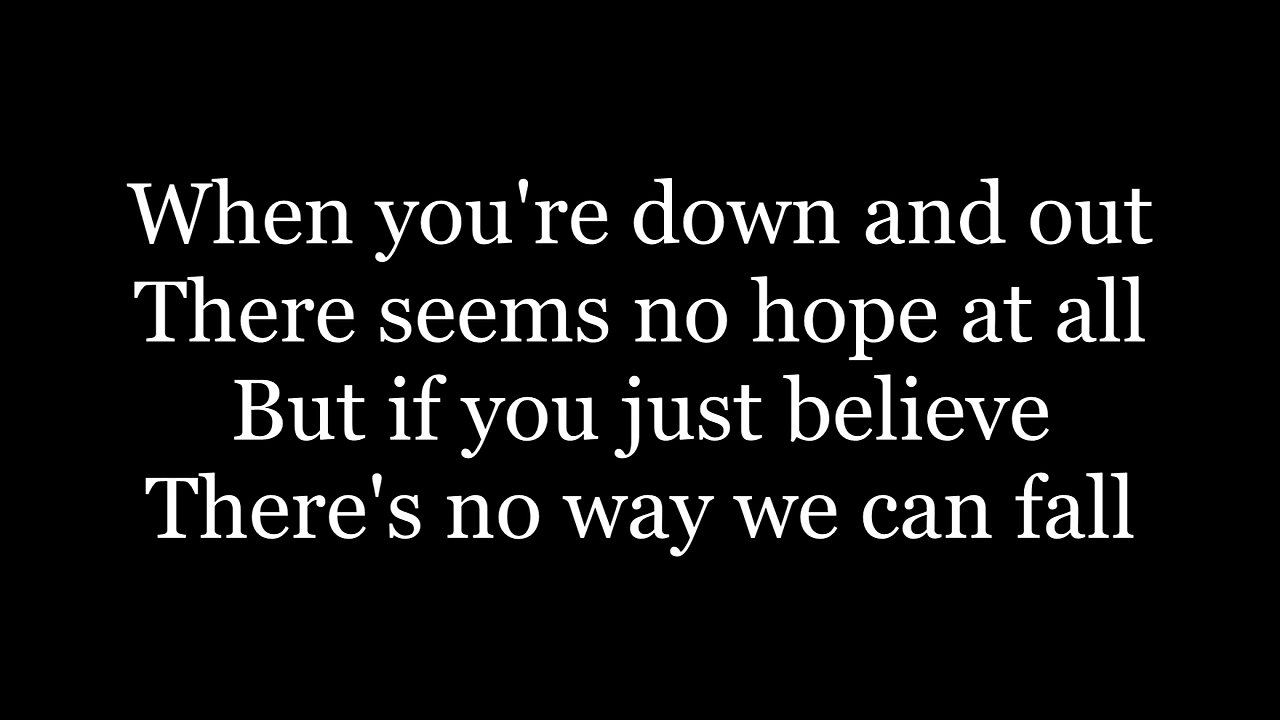 When you're down and out
There seems no hope at all
But if you just believe
There's no way we can fall